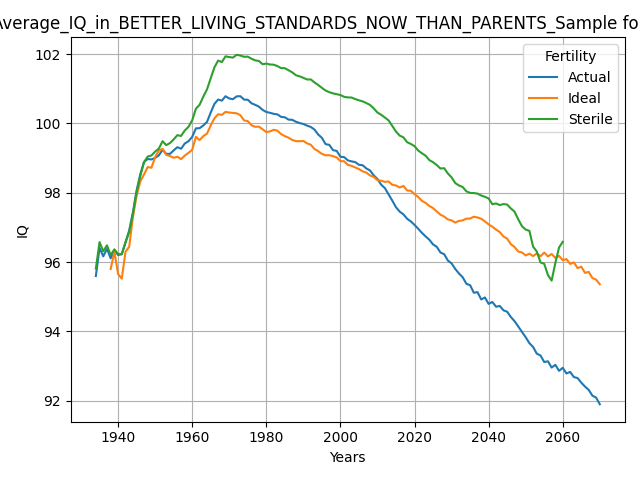 Average_IQ_in_BETTER_LIVING_STANDARDS_NOW_THAN_PARENTS_Sample fo
Fertility
Actual
Ideal
Sterile
102
100
98
96
94
92
IQ
1940 1960 1980 2000 2020 2040 2060
Years